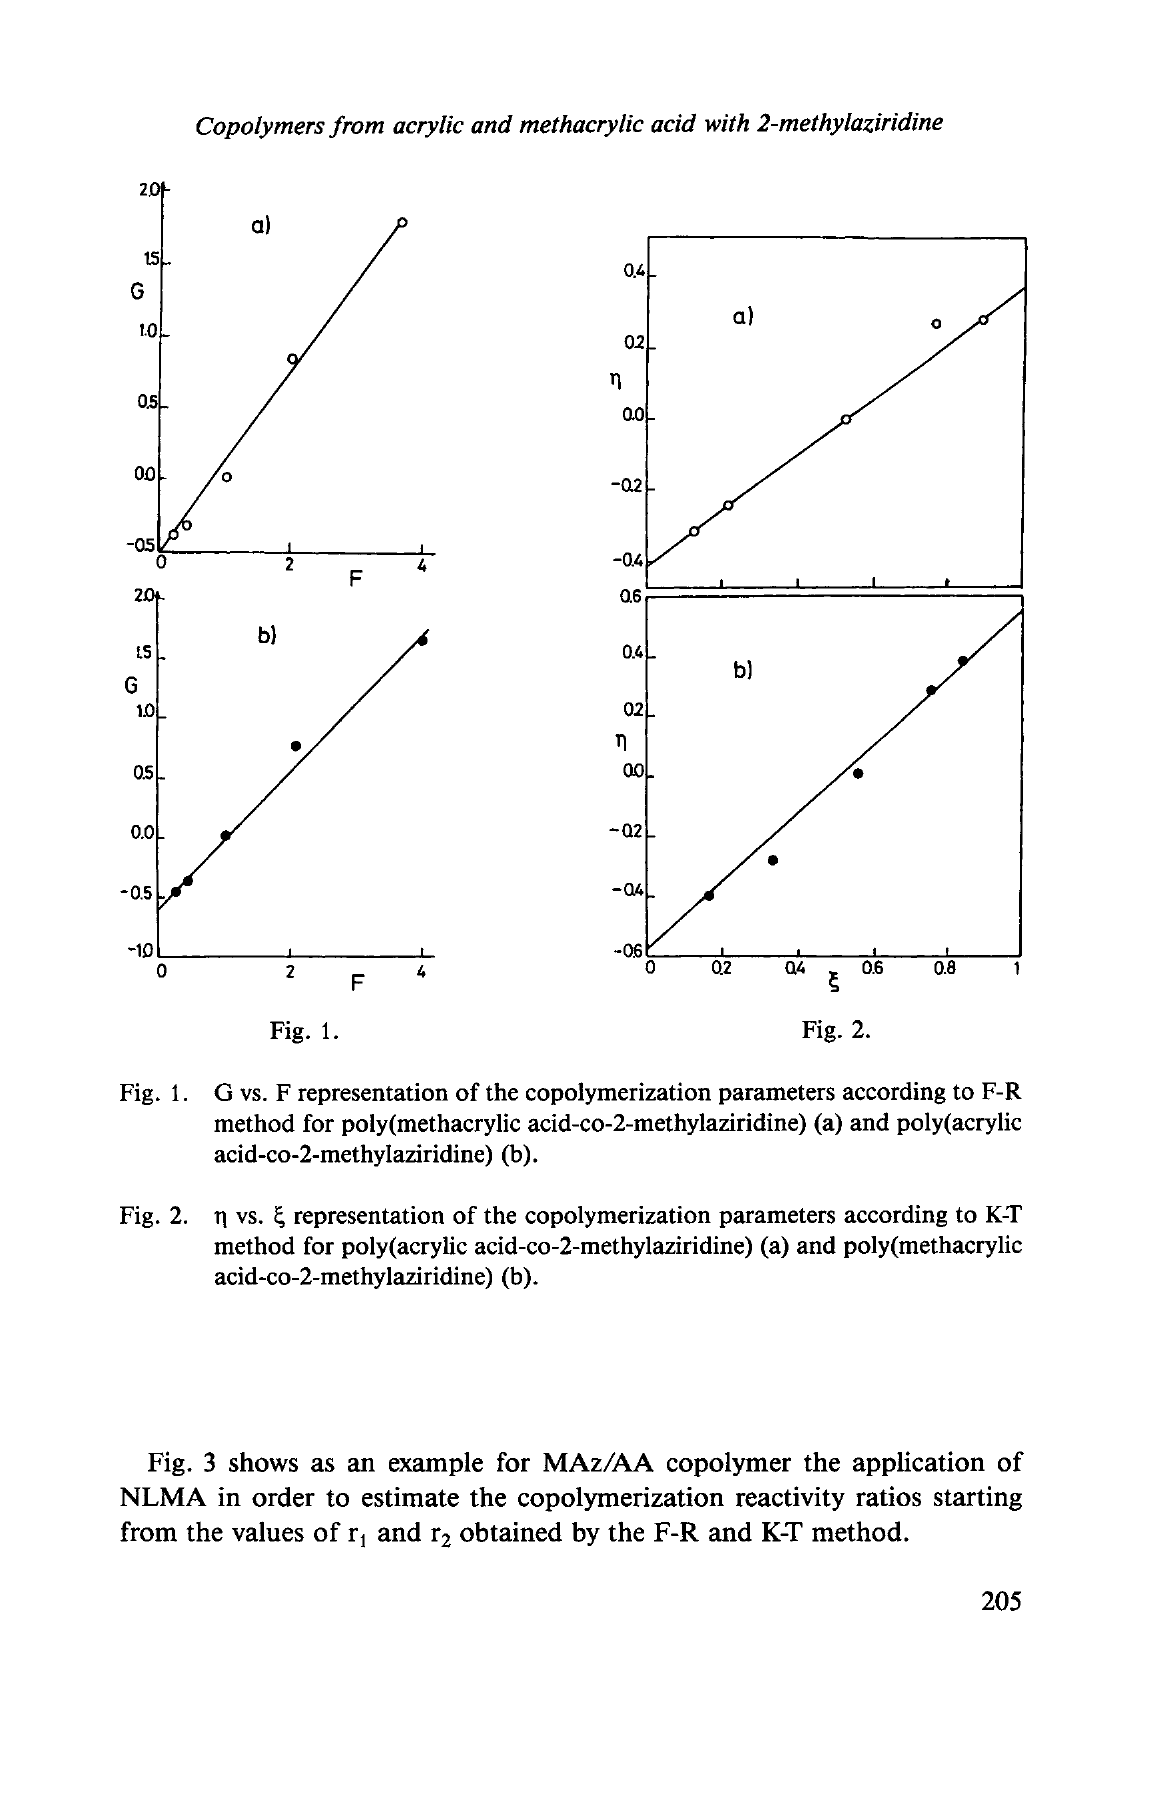 Copolymers from acrylic and methacrylic acid with 2-methylaziridine
2.0
a)
1.5
G
1.0
0.5
0.0
-0.5
0
2
4
F
2.0
b)
1.5
G
1.0
0.5
0.0
-0.5
-1.0
0
2
4
F
Fig. 1.
0.4
a)
0.2
η
0.0
-0.2
-0.4
0.6
0.4
b)
0.2
η
0.0
-0.2
-0.4
-0.6
0
0.2
0.4
ξ
0.6
0.8
1
Fig. 2.
Fig. 1. G vs. F representation of the copolymerization parameters according to F-R
method for poly(methacrylic acid-co-2-methylaziridine) (a) and poly(acrylic
acid-co-2-methylaziridine) (b).
Fig. 2. η vs. ξ representation of the copolymerization parameters according to K-T
method for poly(acrylic acid-co-2-methylaziridine) (a) and poly(methacrylic
acid-co-2-methylaziridine) (b).
Fig. 3 shows as an example for MAz/AA copolymer the application of
NLMA in order to estimate the copolymerization reactivity ratios starting
from the values of r₁ and r₂ obtained by the F-R and K-T method.
205